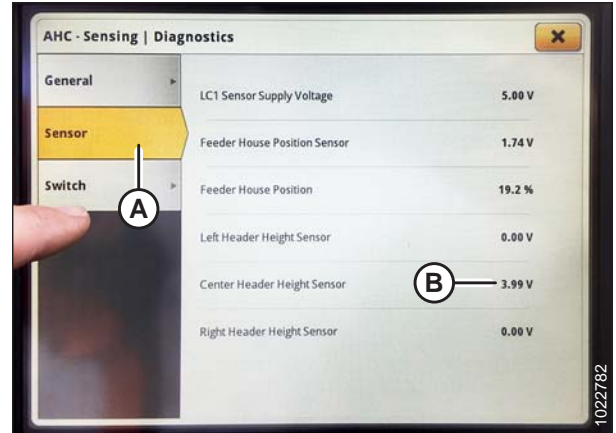 AHC - Sensing | Diagnostics
General
Sensor
Switch
LC1 Sensor Supply Voltage 5.00 V
Feeder House Position Sensor 1.74 V
Feeder House Position 19.2 %
Left Header Height Sensor 0.00 V
Center Header Height Sensor 3.99 V
Right Header Height Sensor 0.00 V
A
B
1022782